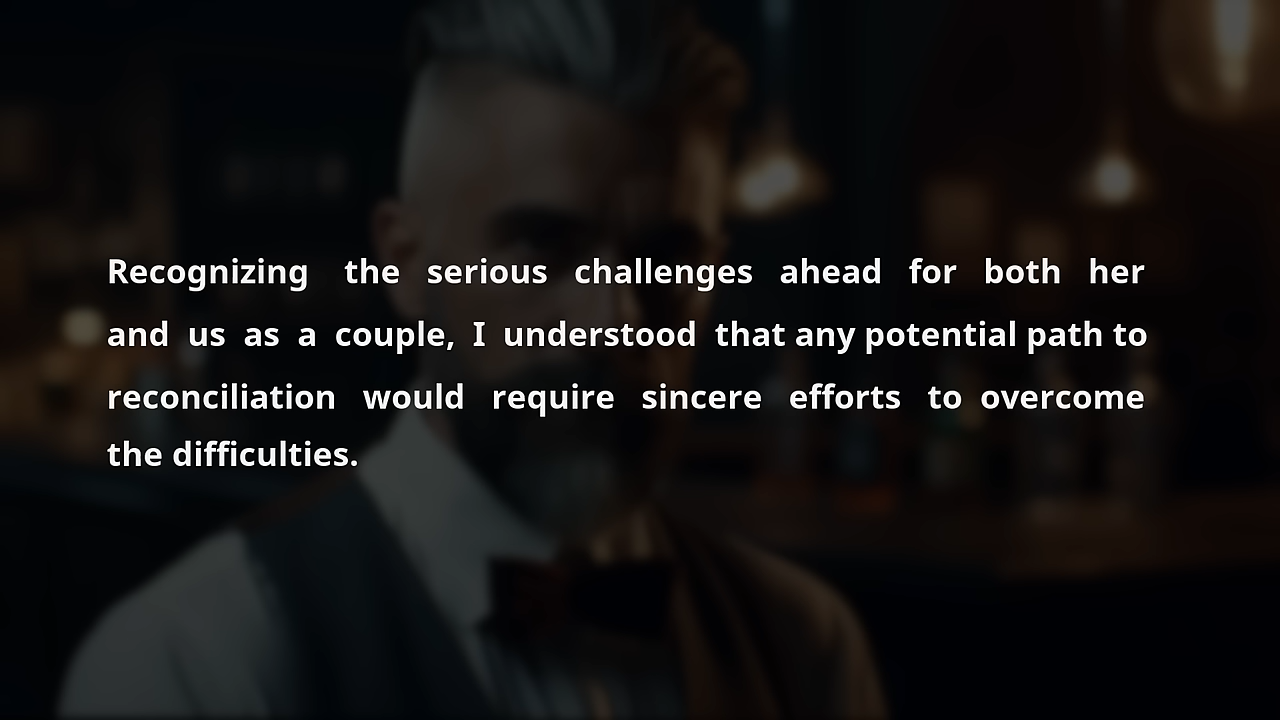 Recognizing the serious challenges ahead for both her
and us as a couple, I understood that any potential path to
reconciliation would require sincere efforts to overcome
the difficulties.